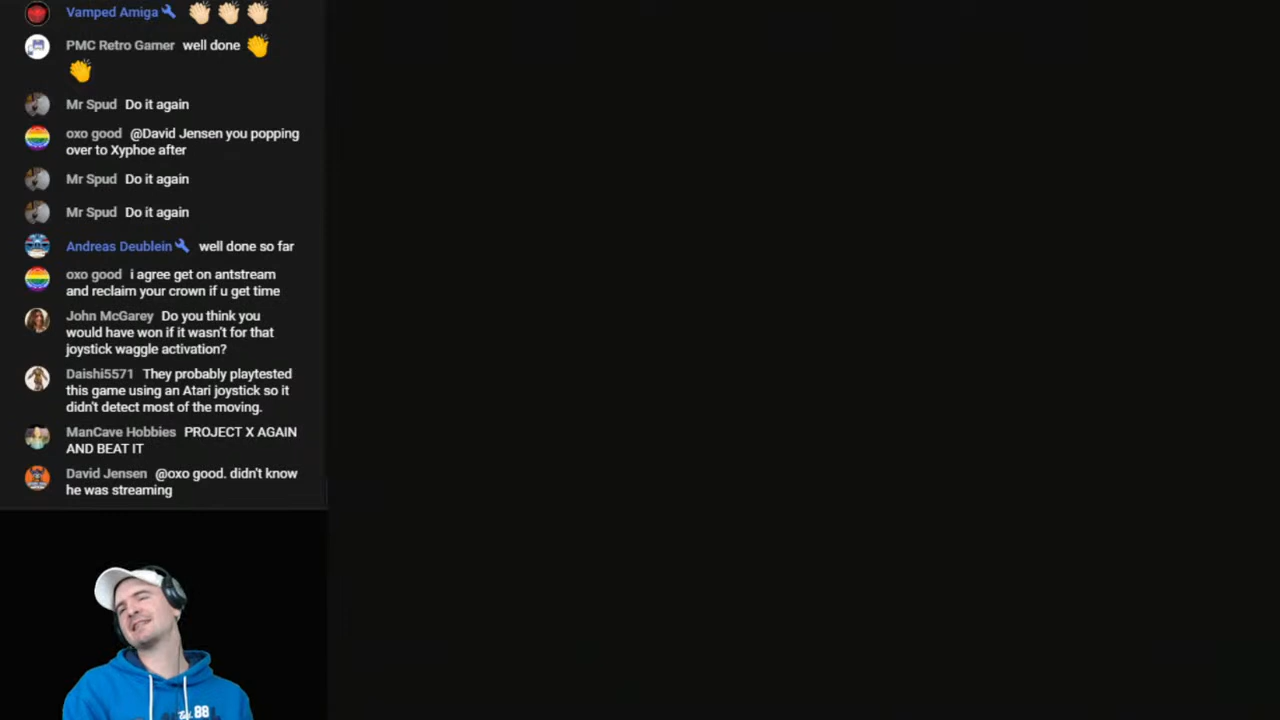 Vamped Amiga
PMC Retro Gamer well done
Mr Spud Do it again
oxo good @David Jensen you popping
over to Xyphoe after
Mr Spud Do it again
Mr Spud Do it again
Andreas Deublein well done so far
oxo good i agree get on antstream
and reclaim your crown if u get time
John McGarey Do you think you
would have won if it wasn't for that
joystick waggle activation?
Daishi5571 They probably playtested
this game using an Atari joystick so it
didn't detect most of the moving.
ManCave Hobbies PROJECT X AGAIN
AND BEAT IT
David Jensen @oxo good. didn't know
he was streaming
88